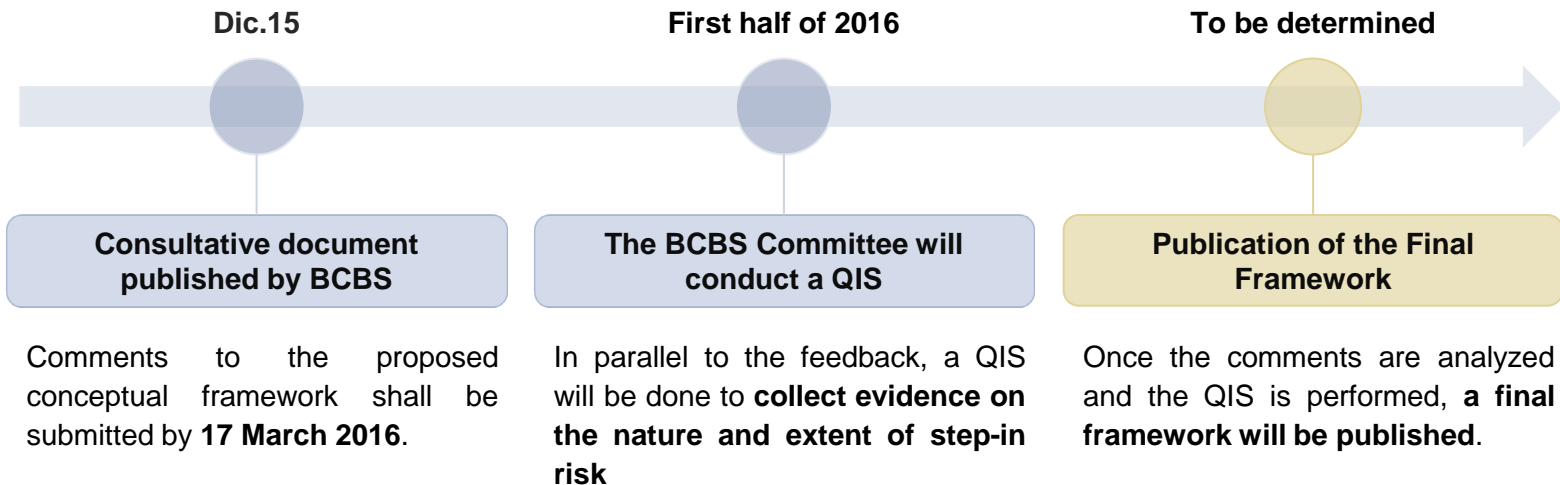 Dic.15
First half of 2016
To be determined
Consultative document
published by BCBS
The BCBS Committee will
conduct a QIS
Publication of the Final
Framework
Comments to the proposed
conceptual framework shall be
submitted by 17 March 2016.
In parallel to the feedback, a QIS
will be done to collect evidence on
the nature and extent of step-in
risk
Once the comments are analyzed
and the QIS is performed, a final
framework will be published.